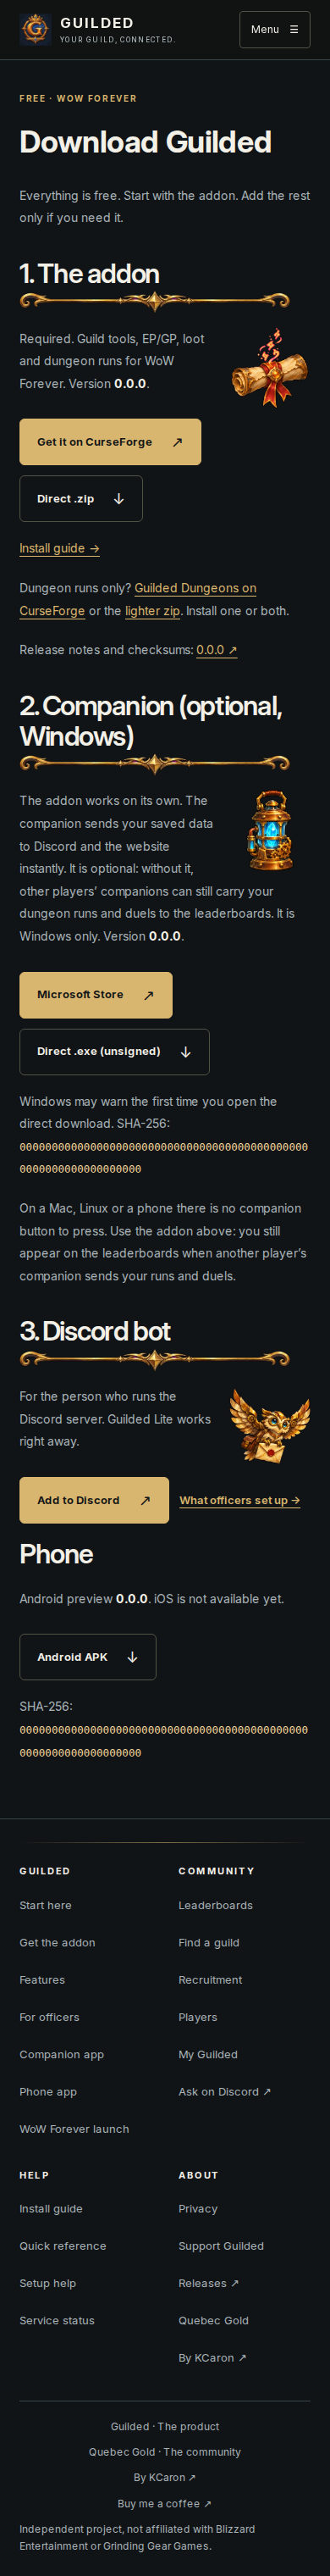 GUILDED
YOUR GUILD, CONNECTED.
Menu ☰
FREE · WOW FOREVER
Download Guilded
Everything is free. Start with the addon. Add the rest
only if you need it.
1. The addon
Required. Guild tools, EP/GP, loot
and dungeon runs for WoW
Forever. Version 0.0.0.
Get it on CurseForge ↗
Direct .zip ↓
Install guide →
Dungeon runs only? Guilded Dungeons on
CurseForge or the lighter zip. Install one or both.
Release notes and checksums: 0.0.0 ↗
2. Companion (optional,
Windows)
The addon works on its own. The
companion sends your saved data
to Discord and the website
instantly. It is optional: without it,
other players’ companions can still carry your
dungeon runs and duels to the leaderboards. It is
Windows only. Version 0.0.0.
Microsoft Store ↗
Direct .exe (unsigned) ↓
Windows may warn the first time you open the
direct download. SHA-256:
000000000000000000000000000000000000000000000
0000000000000000000
On a Mac, Linux or a phone there is no companion
button to press. Use the addon above: you still
appear on the leaderboards when another player’s
companion sends your runs and duels.
3. Discord bot
For the person who runs the
Discord server. Guilded Lite works
right away.
Add to Discord ↗ What officers set up →
Phone
Android preview 0.0.0. iOS is not available yet.
Android APK ↓
SHA-256:
000000000000000000000000000000000000000000000
0000000000000000000
GUILDED
Start here
Get the addon
Features
For officers
Companion app
Phone app
WoW Forever launch
COMMUNITY
Leaderboards
Find a guild
Recruitment
Players
My Guilded
Ask on Discord ↗
HELP
Install guide
Quick reference
Setup help
Service status
ABOUT
Privacy
Support Guilded
Releases ↗
Quebec Gold
By KCaron ↗
Guilded · The product
Quebec Gold · The community
By KCaron ↗
Buy me a coffee ↗
Independent project, not affiliated with Blizzard
Entertainment or Grinding Gear Games.